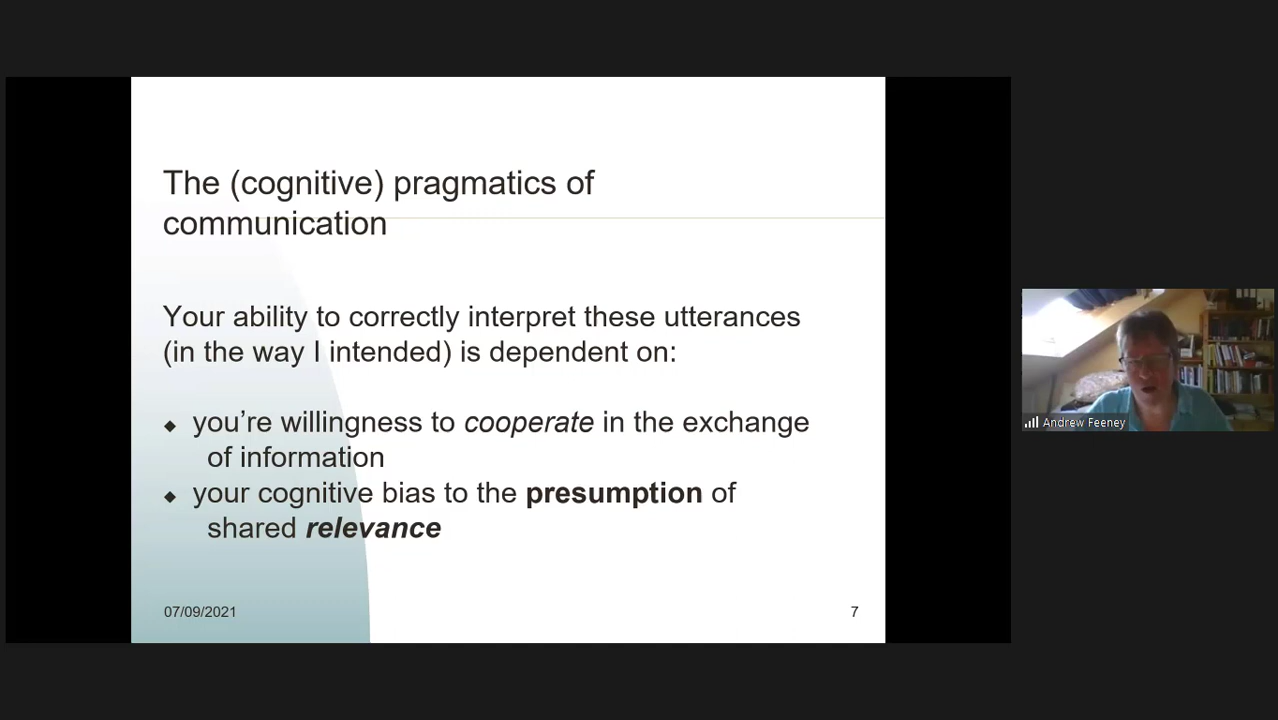 The (cognitive) pragmatics of
communication
Your ability to correctly interpret these utterances
(in the way I intended) is dependent on:
◆ you’re willingness to cooperate in the exchange
of information
◆ your cognitive bias to the presumption of
shared relevance
07/09/2021
7
Andrew Feeney